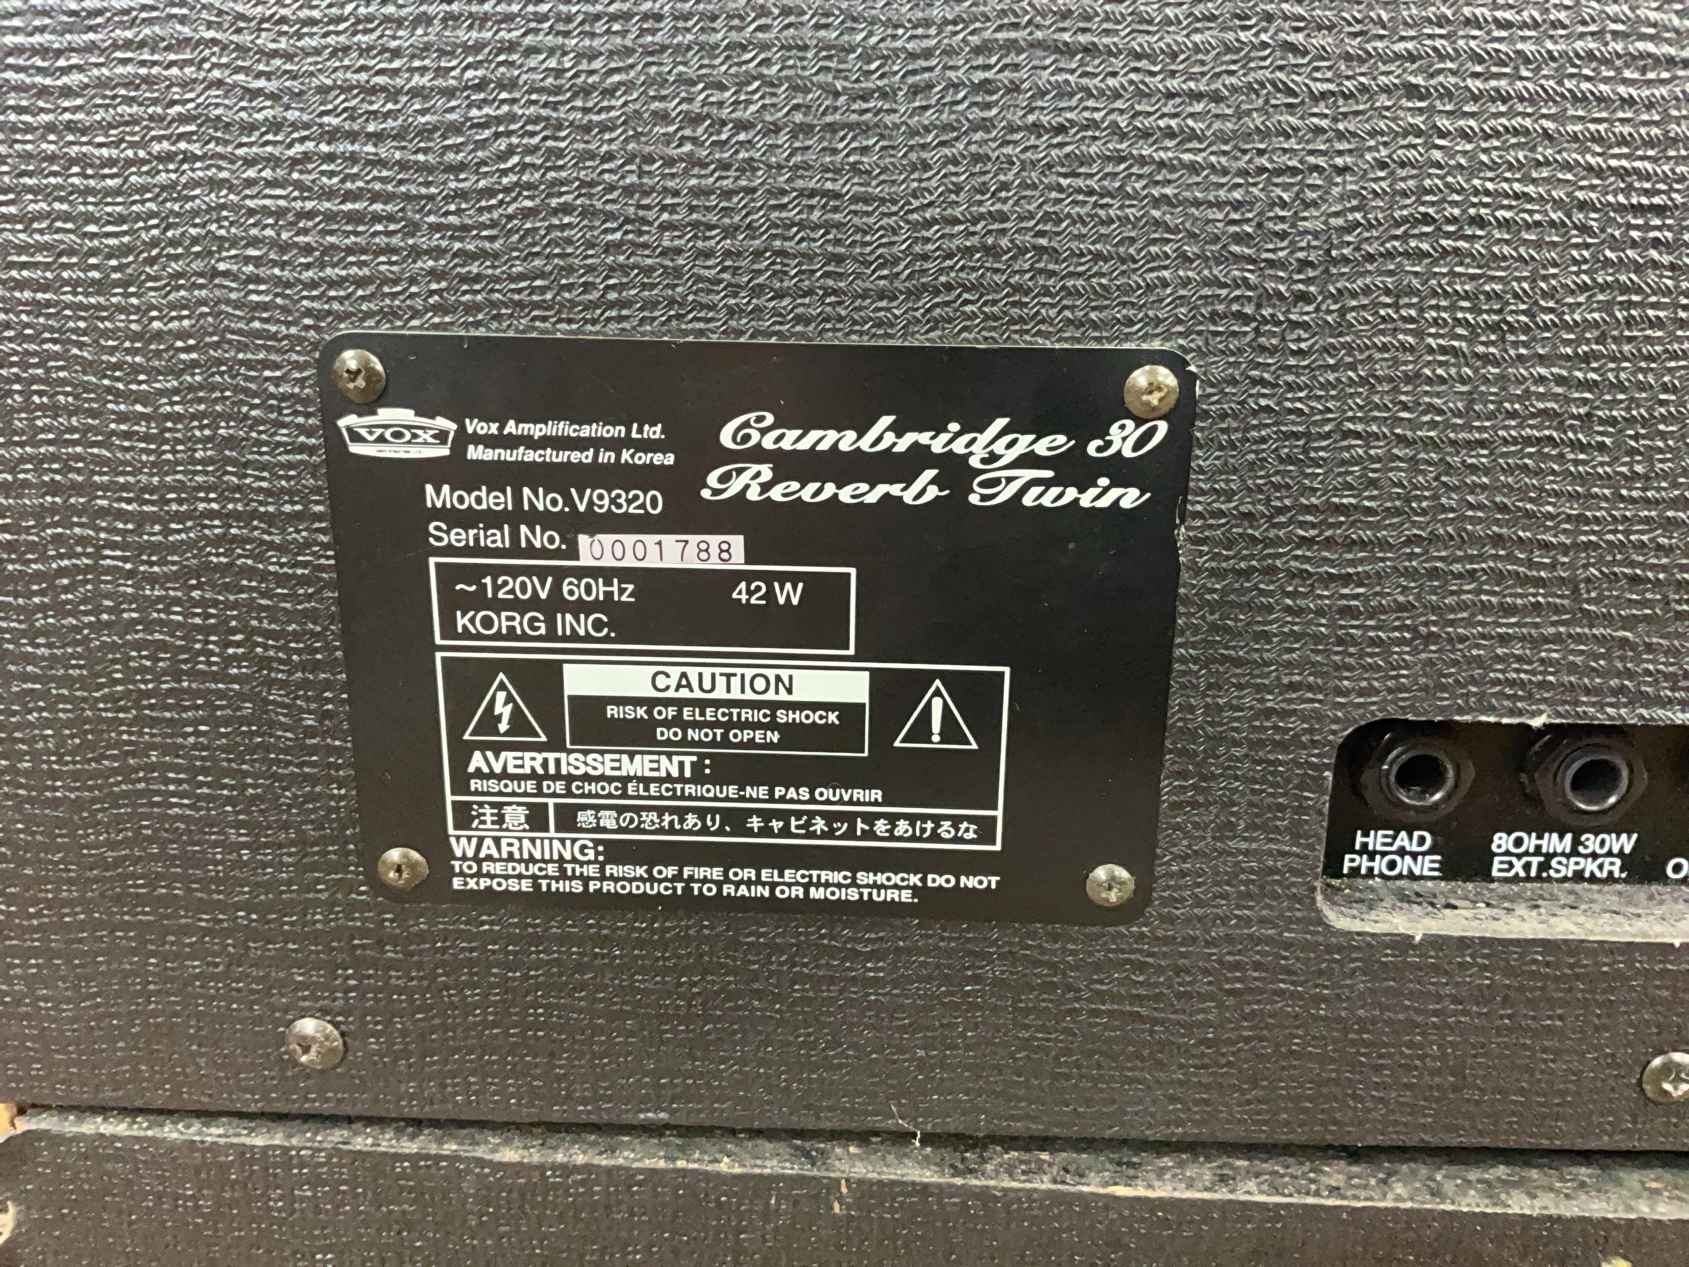 VOX
Vox Amplification Ltd.
Manufactured in Korea
Cambridge 30
Reverb Twin
Model No.V9320
Serial No. 0001788
~120V 60Hz 42 W
KORG INC.
CAUTION
RISK OF ELECTRIC SHOCK
DO NOT OPEN
AVERTISSEMENT :
RISQUE DE CHOC ÉLECTRIQUE-NE PAS OUVRIR
注意 感電の恐れあり、キャビネットをあけるな
WARNING:
TO REDUCE THE RISK OF FIRE OR ELECTRIC SHOCK DO NOT
EXPOSE THIS PRODUCT TO RAIN OR MOISTURE.
HEAD
PHONE
8OHM 30W
EXT.SPKR.